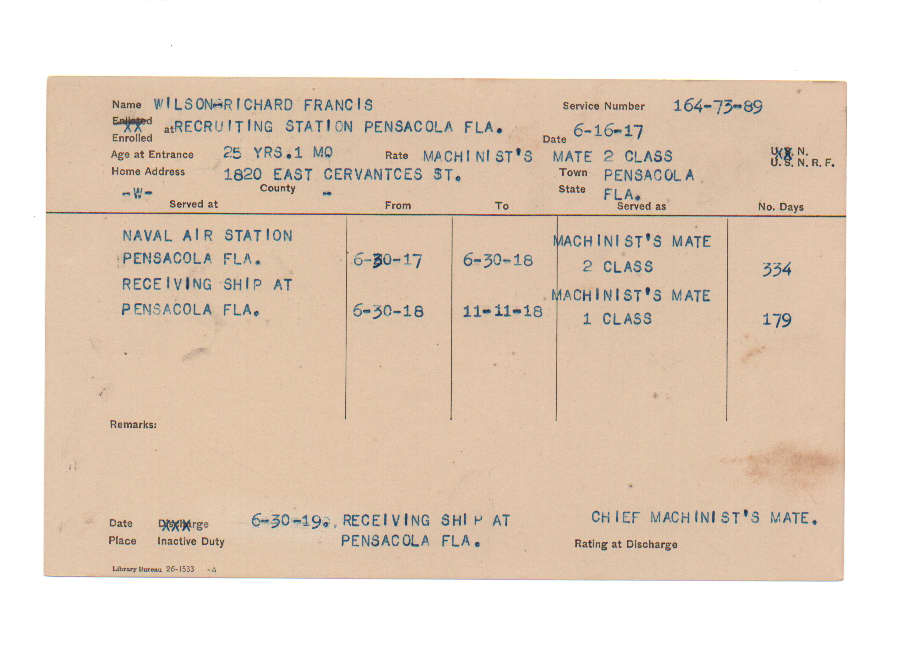 Name WILSON-RICHARD FRANCIS Service Number 164-73-89
Enlisted
Enrolled at RECRUITING STATION PENSACOLA FLA. Date 6-16-17
Age at Entrance 25 YRS.1 MO Rate MACHINIST'S MATE 2 CLASS U. S. N.
U. S. N. R. F.
Home Address 1820 EAST CERVANTCES ST. Town PENSACOLA
-W- County - State FLA.
Served at From To Served as No. Days
NAVAL AIR STATION MACHINIST'S MATE
PENSACOLA FLA. 6-30-17 6-30-18 2 CLASS 334
RECEIVING SHIP AT MACHINIST'S MATE
PENSACOLA FLA. 6-30-18 11-11-18 1 CLASS 179
Remarks:
Date Discharge 6-30-19. RECEIVING SHIP AT CHIEF MACHINIST'S MATE.
Place Inactive Duty PENSACOLA FLA. Rating at Discharge
Library Bureau 26-1533 -A